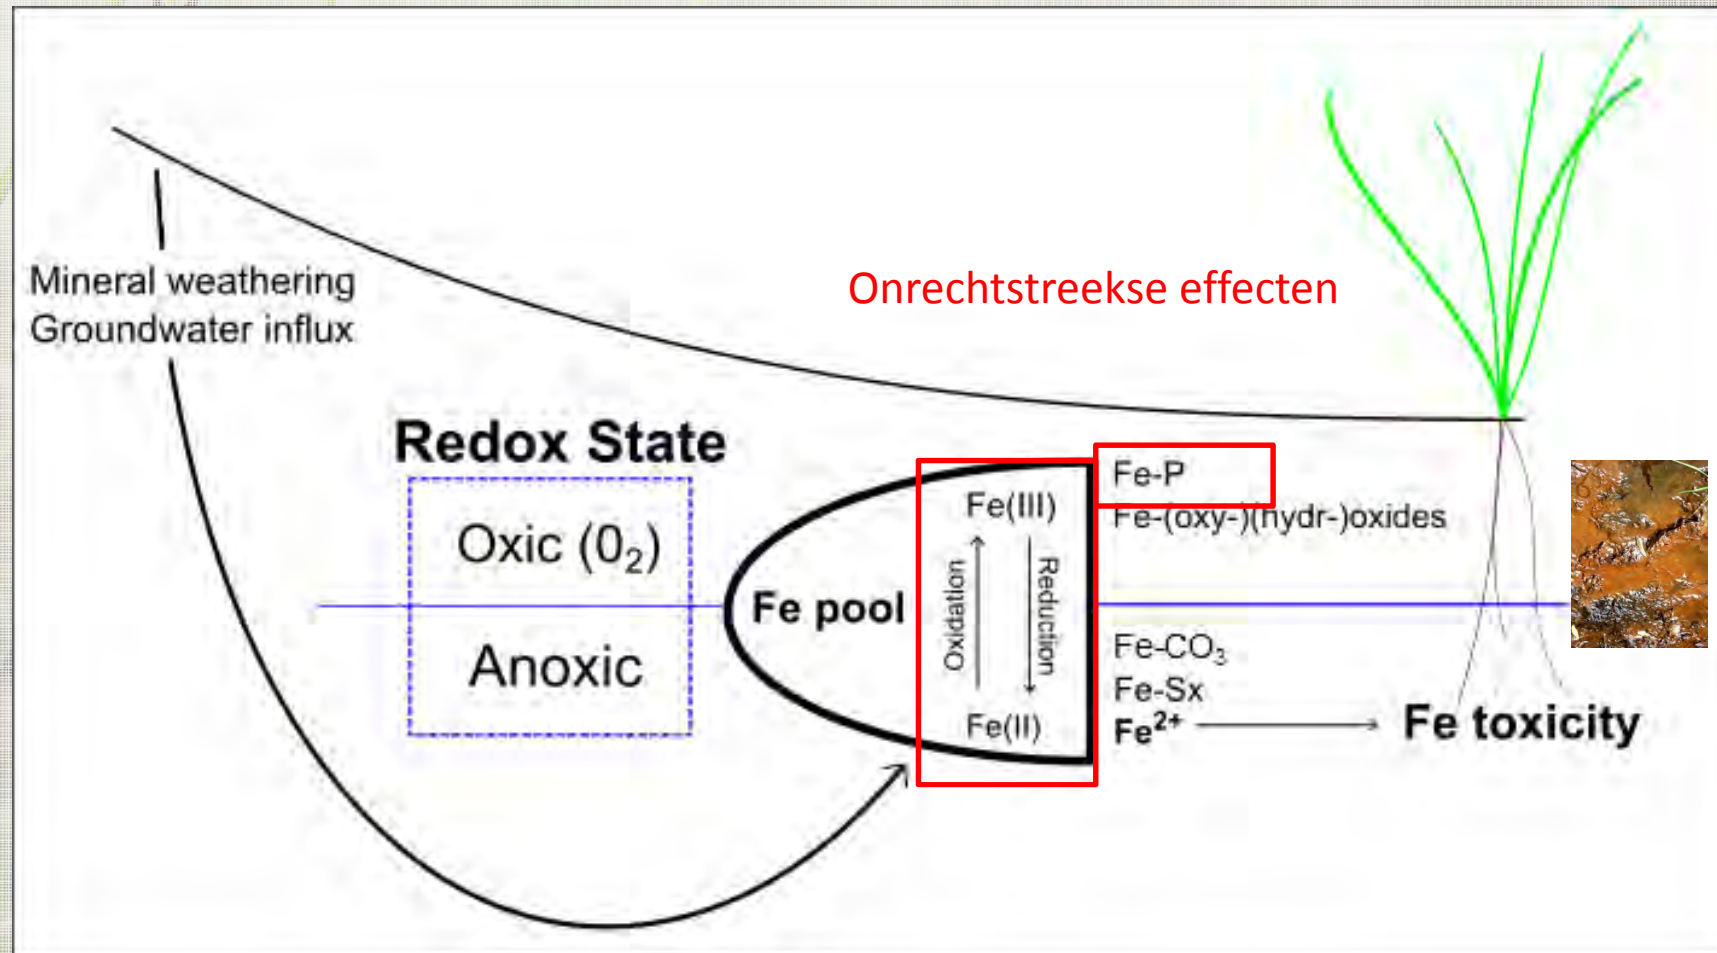 Mineral weathering
Groundwater influx
Onrechtstreekse effecten
Redox State
Oxic (0₂)
Anoxic
Fe pool
Fe(III)
Oxidation
Reduction
Fe(II)
Fe-P
Fe-(oxy-)(hydr-)oxides
Fe-CO₃
Fe-Sx
Fe²⁺
Fe toxicity